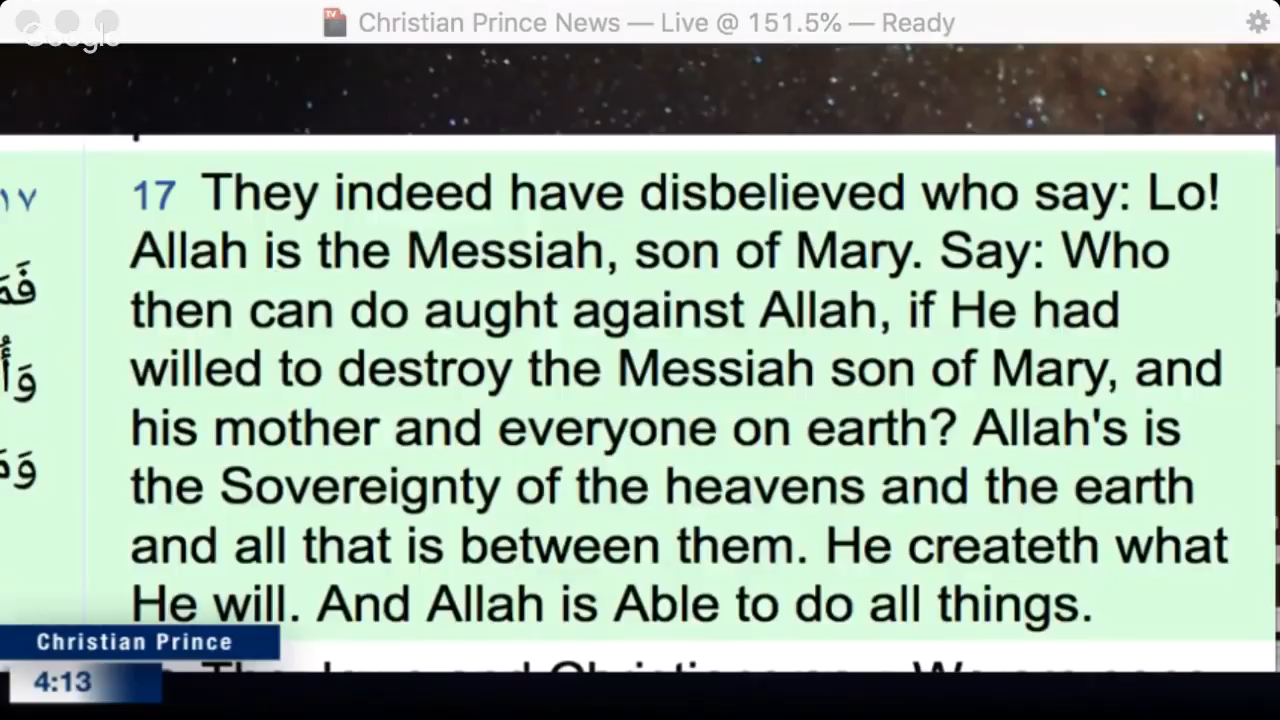 Christian Prince News — Live @ 151.5% — Ready
Google
١٧
17 They indeed have disbelieved who say: Lo!
Allah is the Messiah, son of Mary. Say: Who
then can do aught against Allah, if He had
willed to destroy the Messiah son of Mary, and
his mother and everyone on earth? Allah's is
the Sovereignty of the heavens and the earth
and all that is between them. He createth what
He will. And Allah is Able to do all things.
Christian Prince
4:13